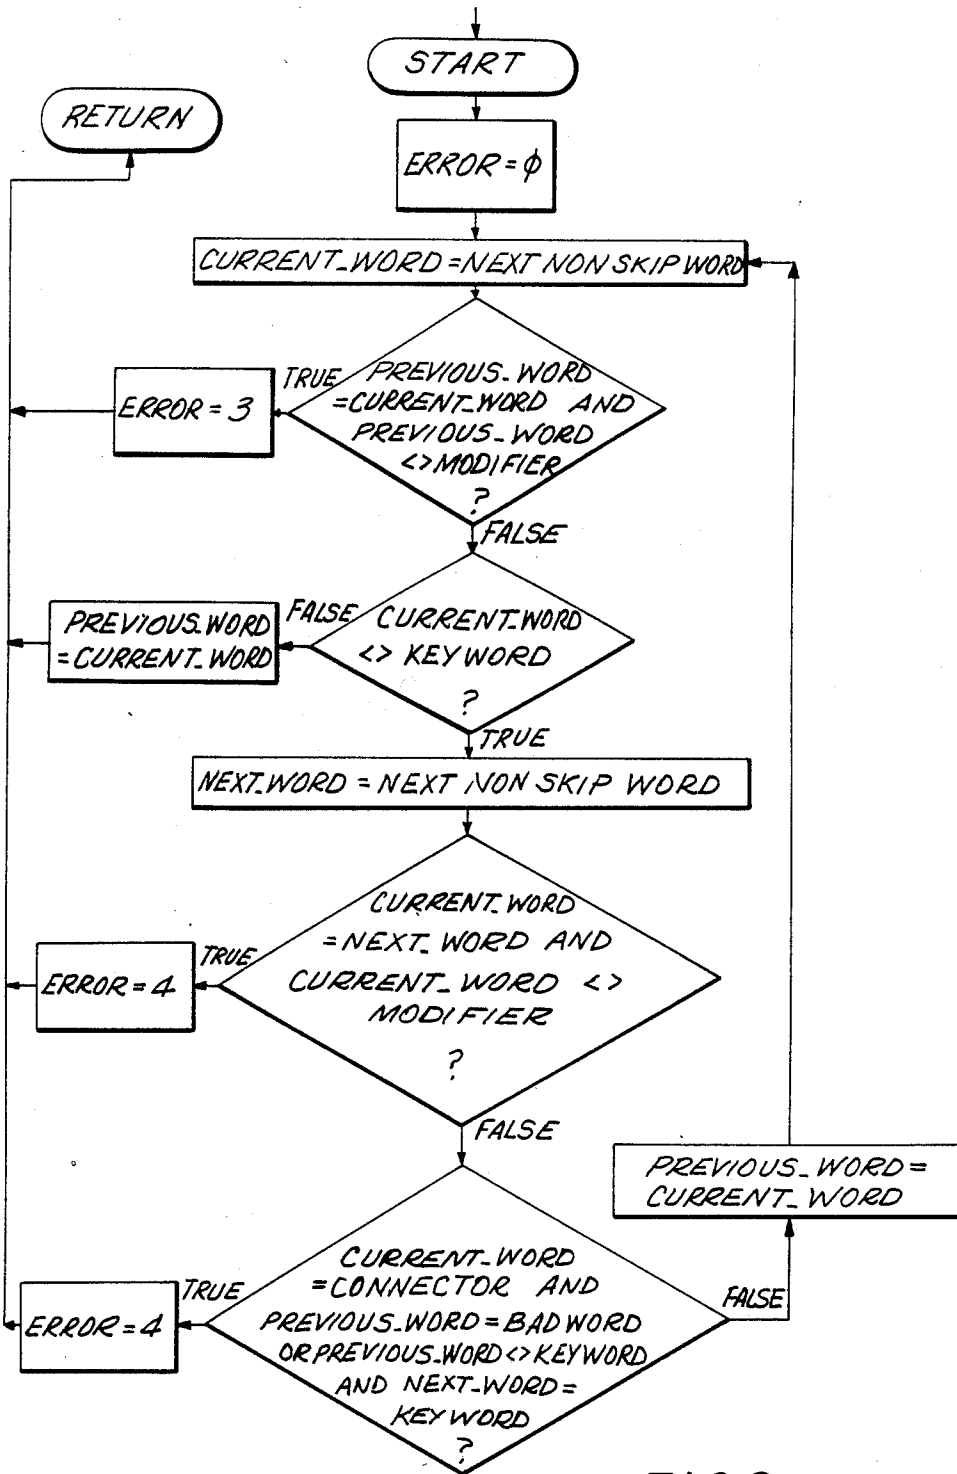 START
RETURN
ERROR = ϕ
CURRENT_WORD = NEXT NON SKIP WORD
TRUE
PREVIOUS_WORD
=CURRENT_WORD AND
PREVIOUS_WORD
<> MODIFIER
?
ERROR = 3
FALSE
PREVIOUS_WORD
= CURRENT_WORD
FALSE
CURRENT_WORD
<> KEYWORD
?
TRUE
NEXT_WORD = NEXT NON SKIP WORD
CURRENT_WORD
=NEXT_WORD AND
CURRENT_WORD <>
MODIFIER
?
TRUE
ERROR = 4
FALSE
PREVIOUS_WORD =
CURRENT_WORD
CURRENT_WORD
=CONNECTOR AND
PREVIOUS_WORD = BAD WORD
OR PREVIOUS_WORD <> KEYWORD
AND NEXT_WORD =
KEYWORD
?
TRUE
ERROR = 4
FALSE